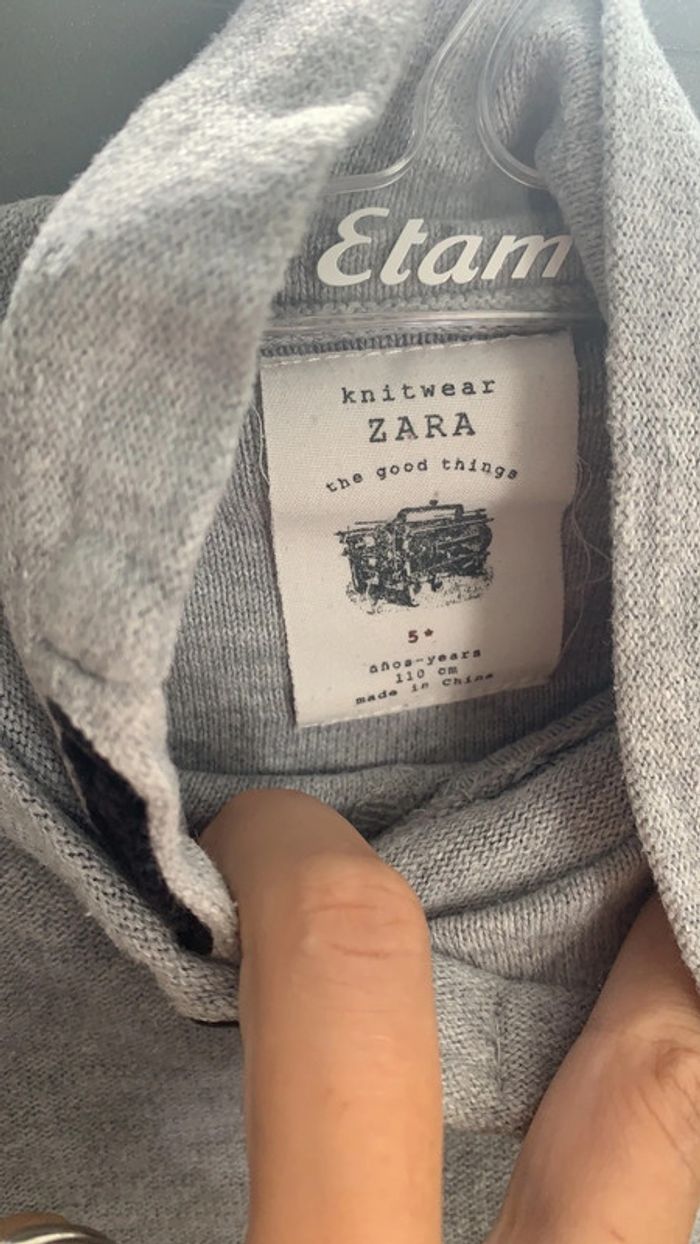 Etam
knitwear
ZARA
the good things
5*
años-years
110 cm
made in China